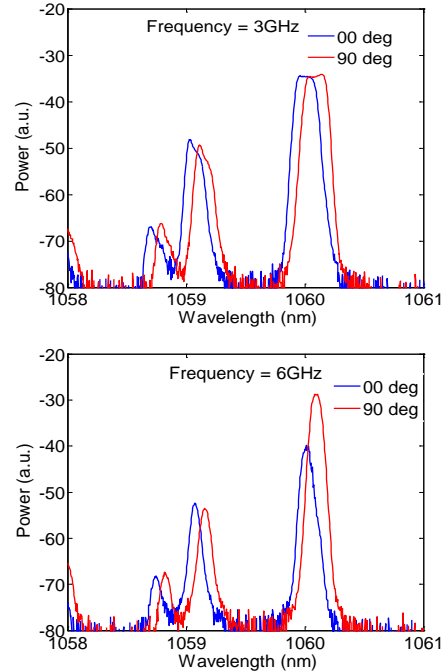 -20
Frequency = 3GHz
00 deg
90 deg
-30
-40
-50
-60
-70
-80
Power (a.u.)
1058
1059
1060
1061
Wavelength (nm)
-20
Frequency = 6GHz
00 deg
90 deg
-30
-40
-50
-60
-70
-80
Power (a.u.)
1058
1059
1060
1061
Wavelength (nm)